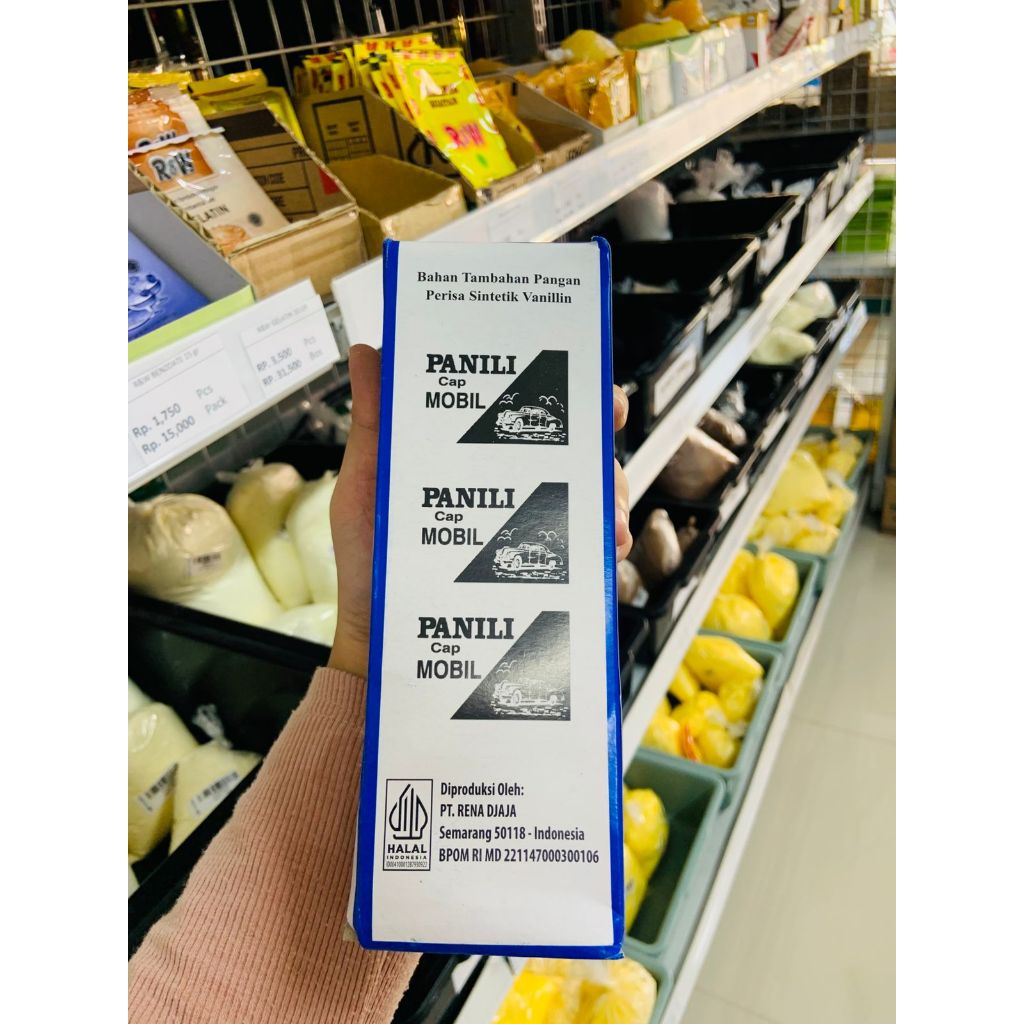 Bahan Tambahan Pangan
Perisa Sintetik Vanillin
PANILI
Cap
MOBIL
PANILI
Cap
MOBIL
PANILI
Cap
MOBIL
HALAL
INDONESIA
Diproduksi Oleh:
PT. RENA DJAJA
Semarang 50118 - Indonesia
BPOM RI MD 221147000300106
R&W
R&W
Rp. 1,750 Pcs
Rp. 15,000 Pack
Rp. 3,500 Pcs
Rp. 31,500 Box